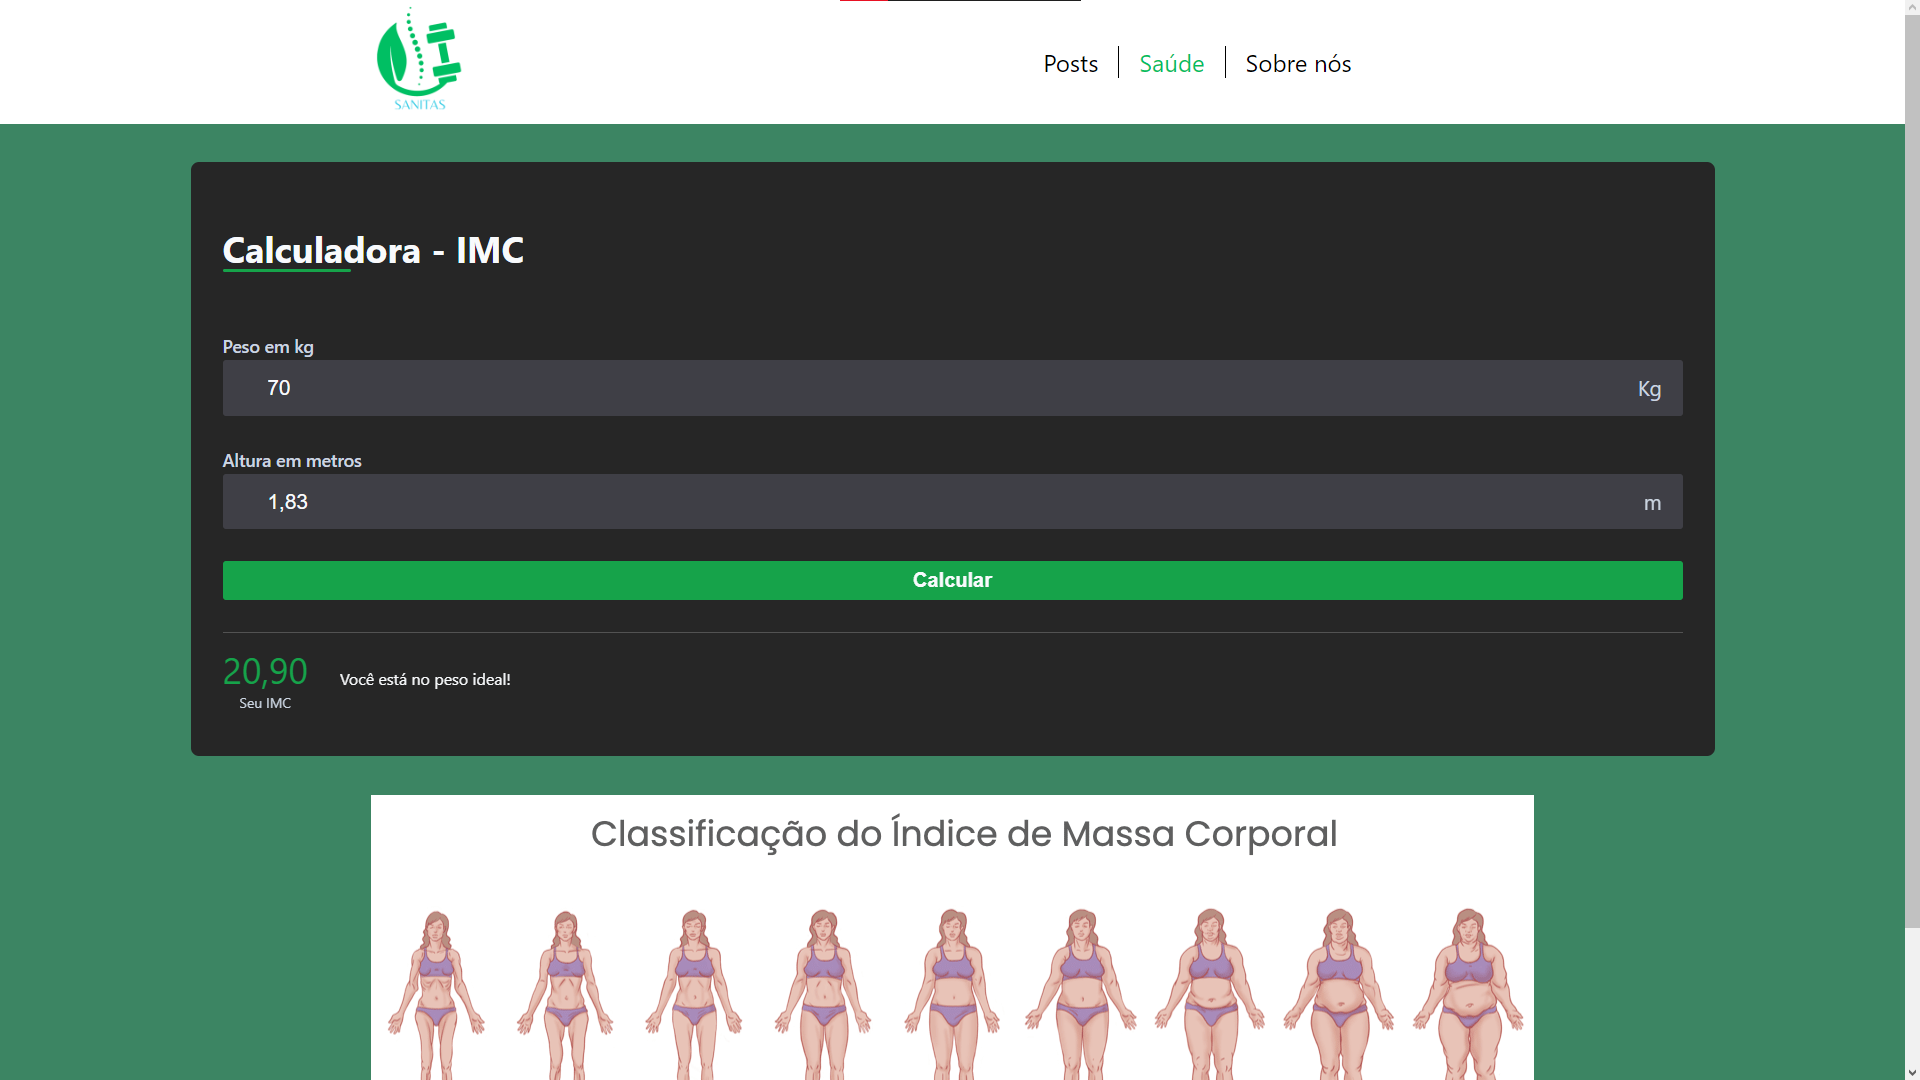 SANITAS
Posts
Saúde
Sobre nós
Calculadora - IMC
Peso em kg
70
Kg
Altura em metros
1,83
m
Calcular
20,90
Seu IMC
Você está no peso ideal!
Classificação do Índice de Massa Corporal